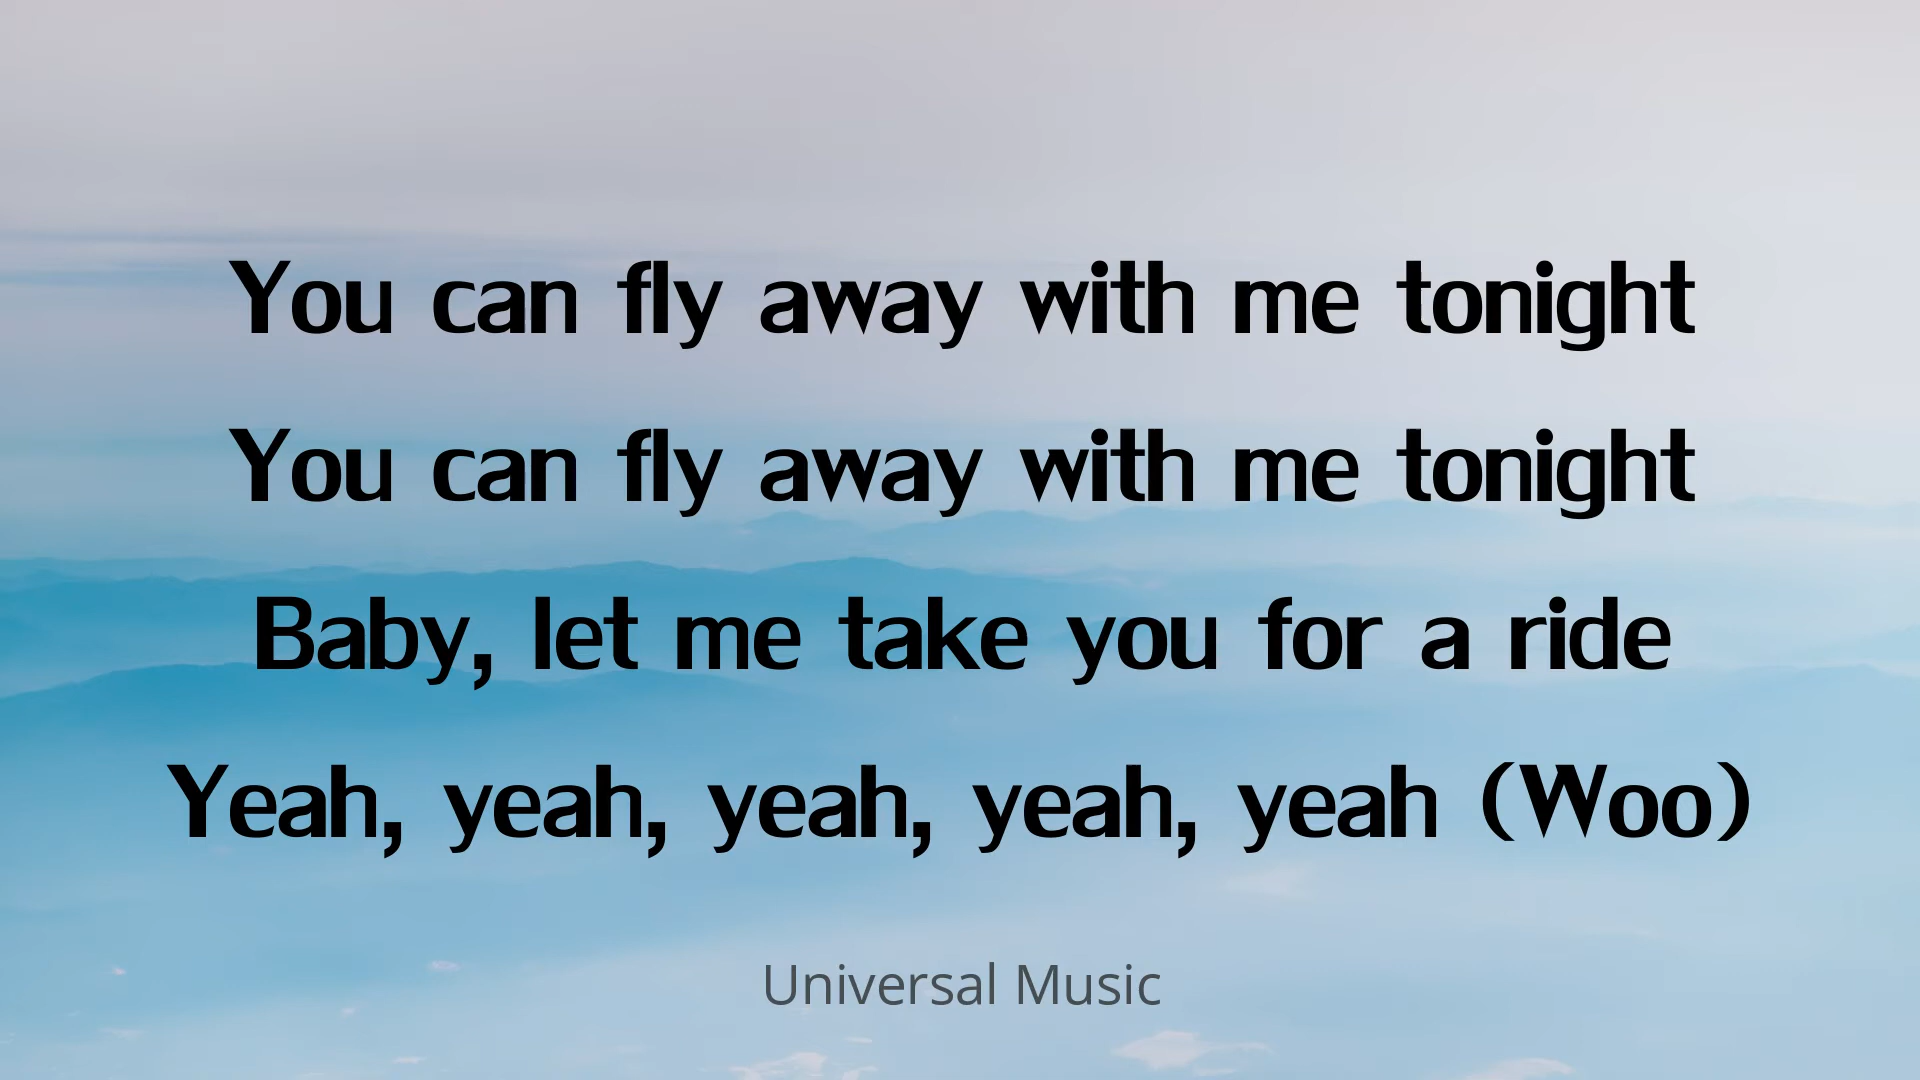 You can fly away with me tonight
You can fly away with me tonight
Baby, let me take you for a ride
Yeah, yeah, yeah, yeah, yeah (Woo)
Universal Music